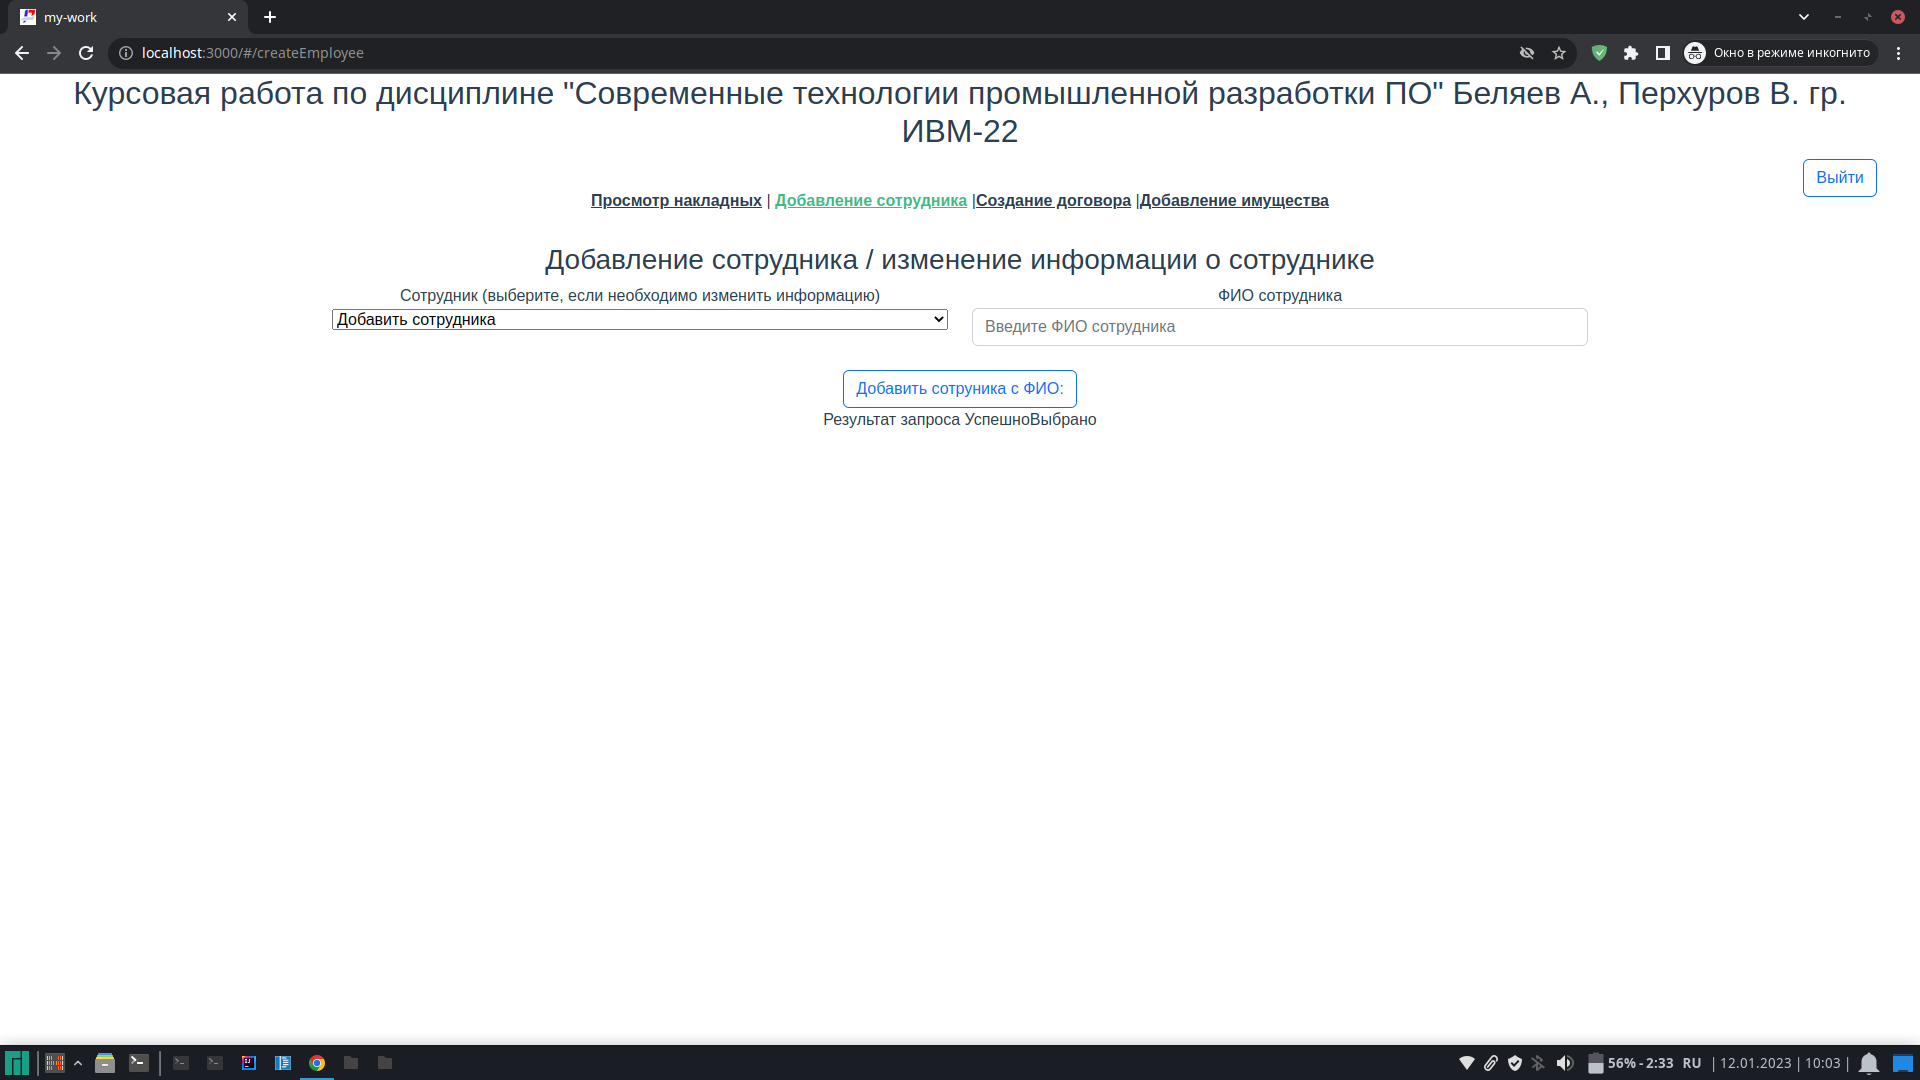 my-work
localhost:3000/#/createEmployee
Окно в режиме инкогнито
Курсовая работа по дисциплине "Современные технологии промышленной разработки ПО" Беляев А., Перхуров В. гр.
ИВМ-22
Выйти
Просмотр накладных | Добавление сотрудника |Создание договора |Добавление имущества
Добавление сотрудника / изменение информации о сотруднике
Сотрудник (выберите, если необходимо изменить информацию)
ФИО сотрудника
Добавить сотрудника
Введите ФИО сотрудника
Добавить сотруника с ФИО:
Результат запроса УспешноВыбрано
56% - 2:33 RU | 12.01.2023 | 10:03 |